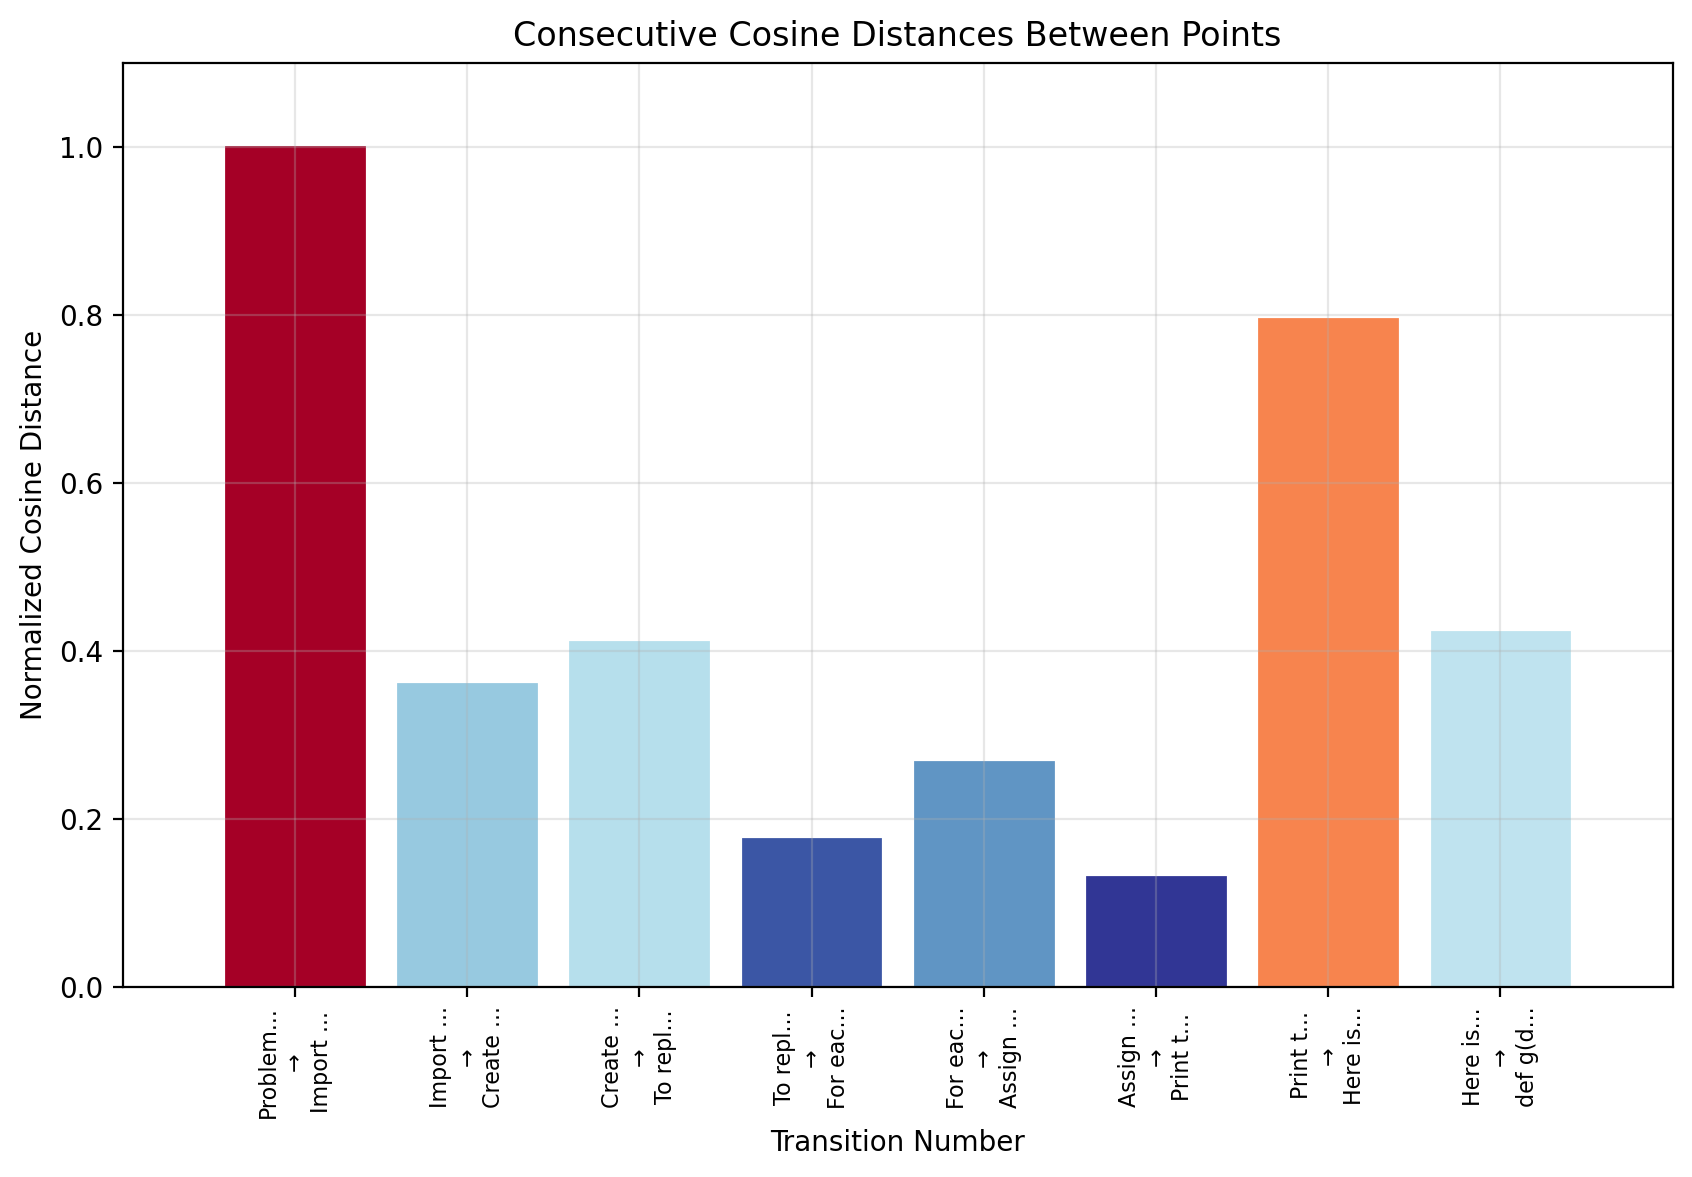 Consecutive Cosine Distances Between Points
Normalized Cosine Distance
1.0
0.8
0.6
0.4
0.2
0.0
Problem...
→
Import ...
Import ...
→
Create ...
Create ...
→
To repl...
To repl...
→
For eac...
For eac...
→
Assign ...
Assign ...
→
Print t...
Print t...
→
Here is...
Here is...
→
def g(d...
Transition Number